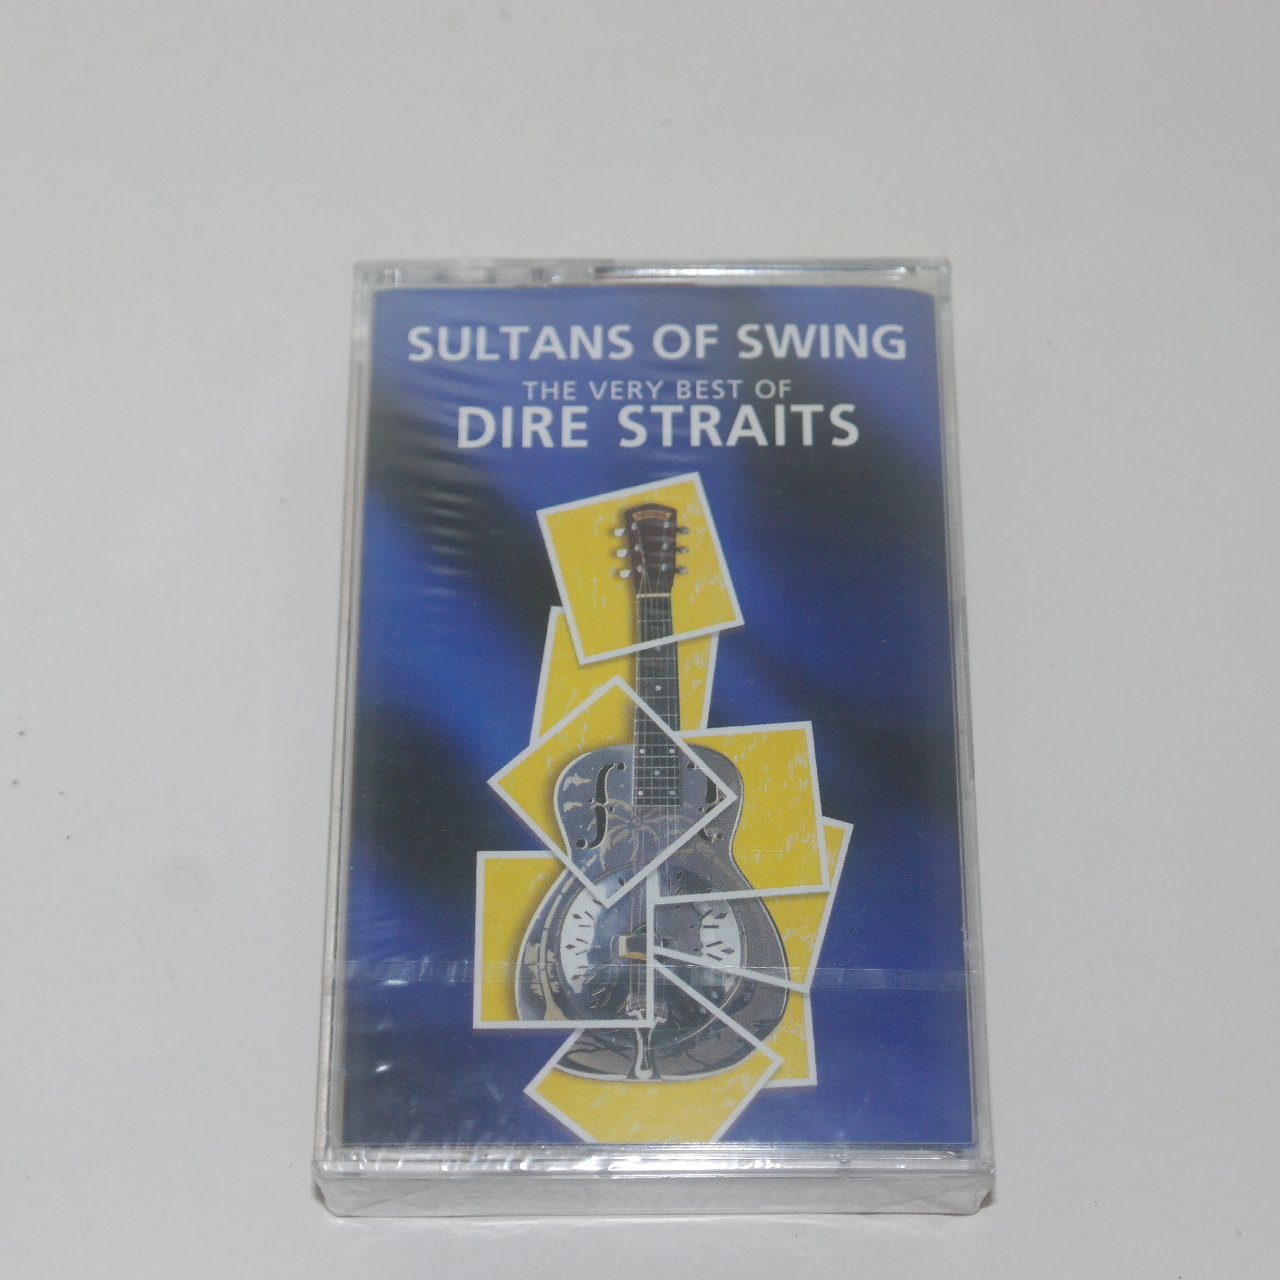 SULTANS OF SWING
THE VERY BEST OF
DIRE STRAITS